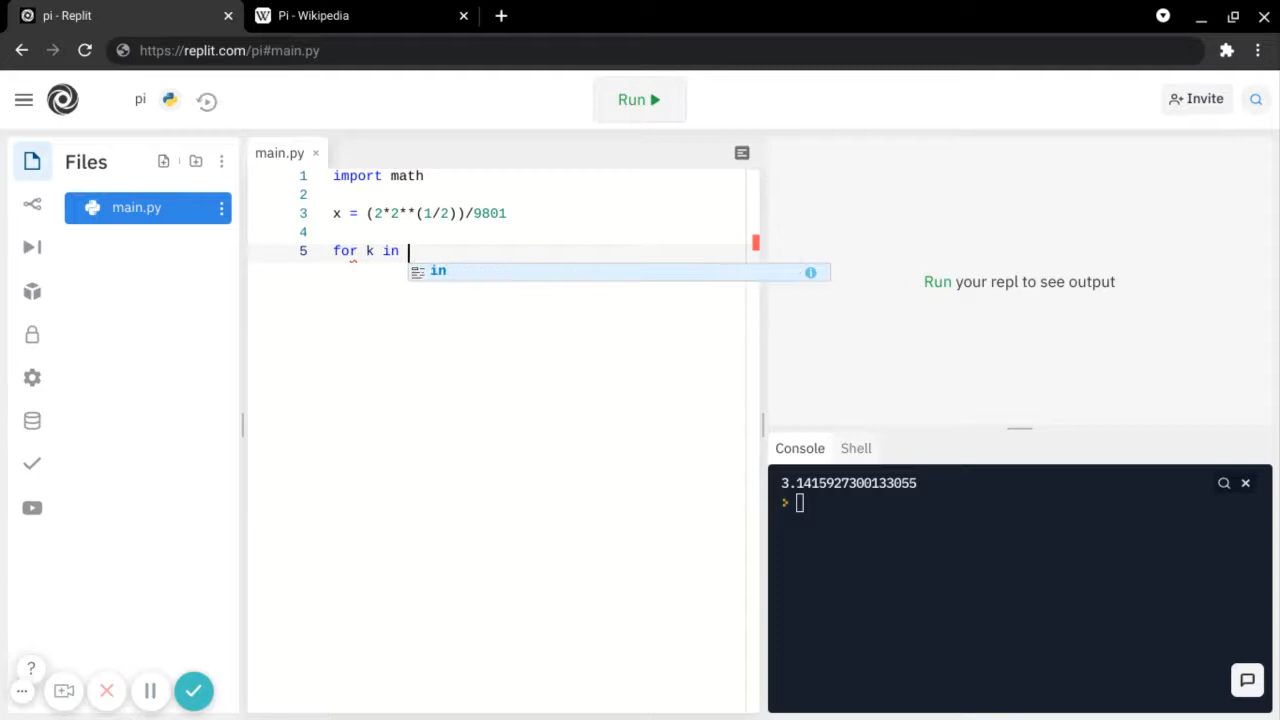 pi - Replit
Pi - Wikipedia
https://replit.com/pi#main.py
pi
Run
Invite
Files
main.py
main.py
1 import math
2
3 x = (2*2**(1/2))/9801
4
5 for k in
in
Run your repl to see output
Console Shell
3.1415927300133055
>
?